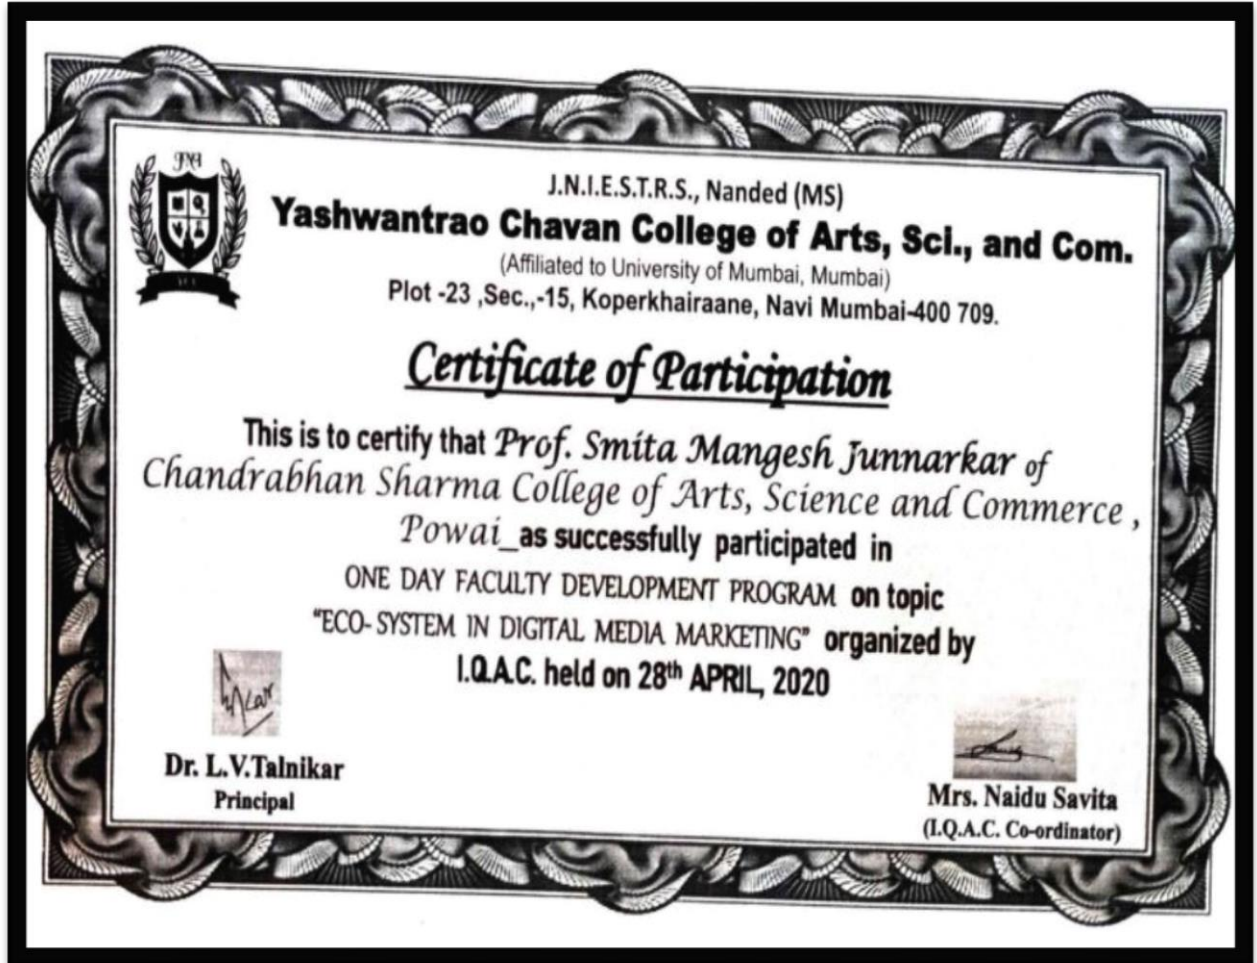 J.N.I.E.S.T.R.S., Nanded (MS)
Yashwantrao Chavan College of Arts, Sci., and Com.
(Affiliated to University of Mumbai, Mumbai)
Plot -23 ,Sec.,-15, Koperkhairaane, Navi Mumbai-400 709.
Certificate of Participation
This is to certify that Prof. Smita Mangesh Junnarkar of
Chandrabhan Sharma College of Arts, Science and Commerce ,
Powai_as successfully participated in
ONE DAY FACULTY DEVELOPMENT PROGRAM on topic
"ECO-SYSTEM IN DIGITAL MEDIA MARKETING" organized by
I.Q.A.C. held on 28th APRIL, 2020
Dr. L.V.Talnikar
Principal
Mrs. Naidu Savita
(I.Q.A.C. Co-ordinator)